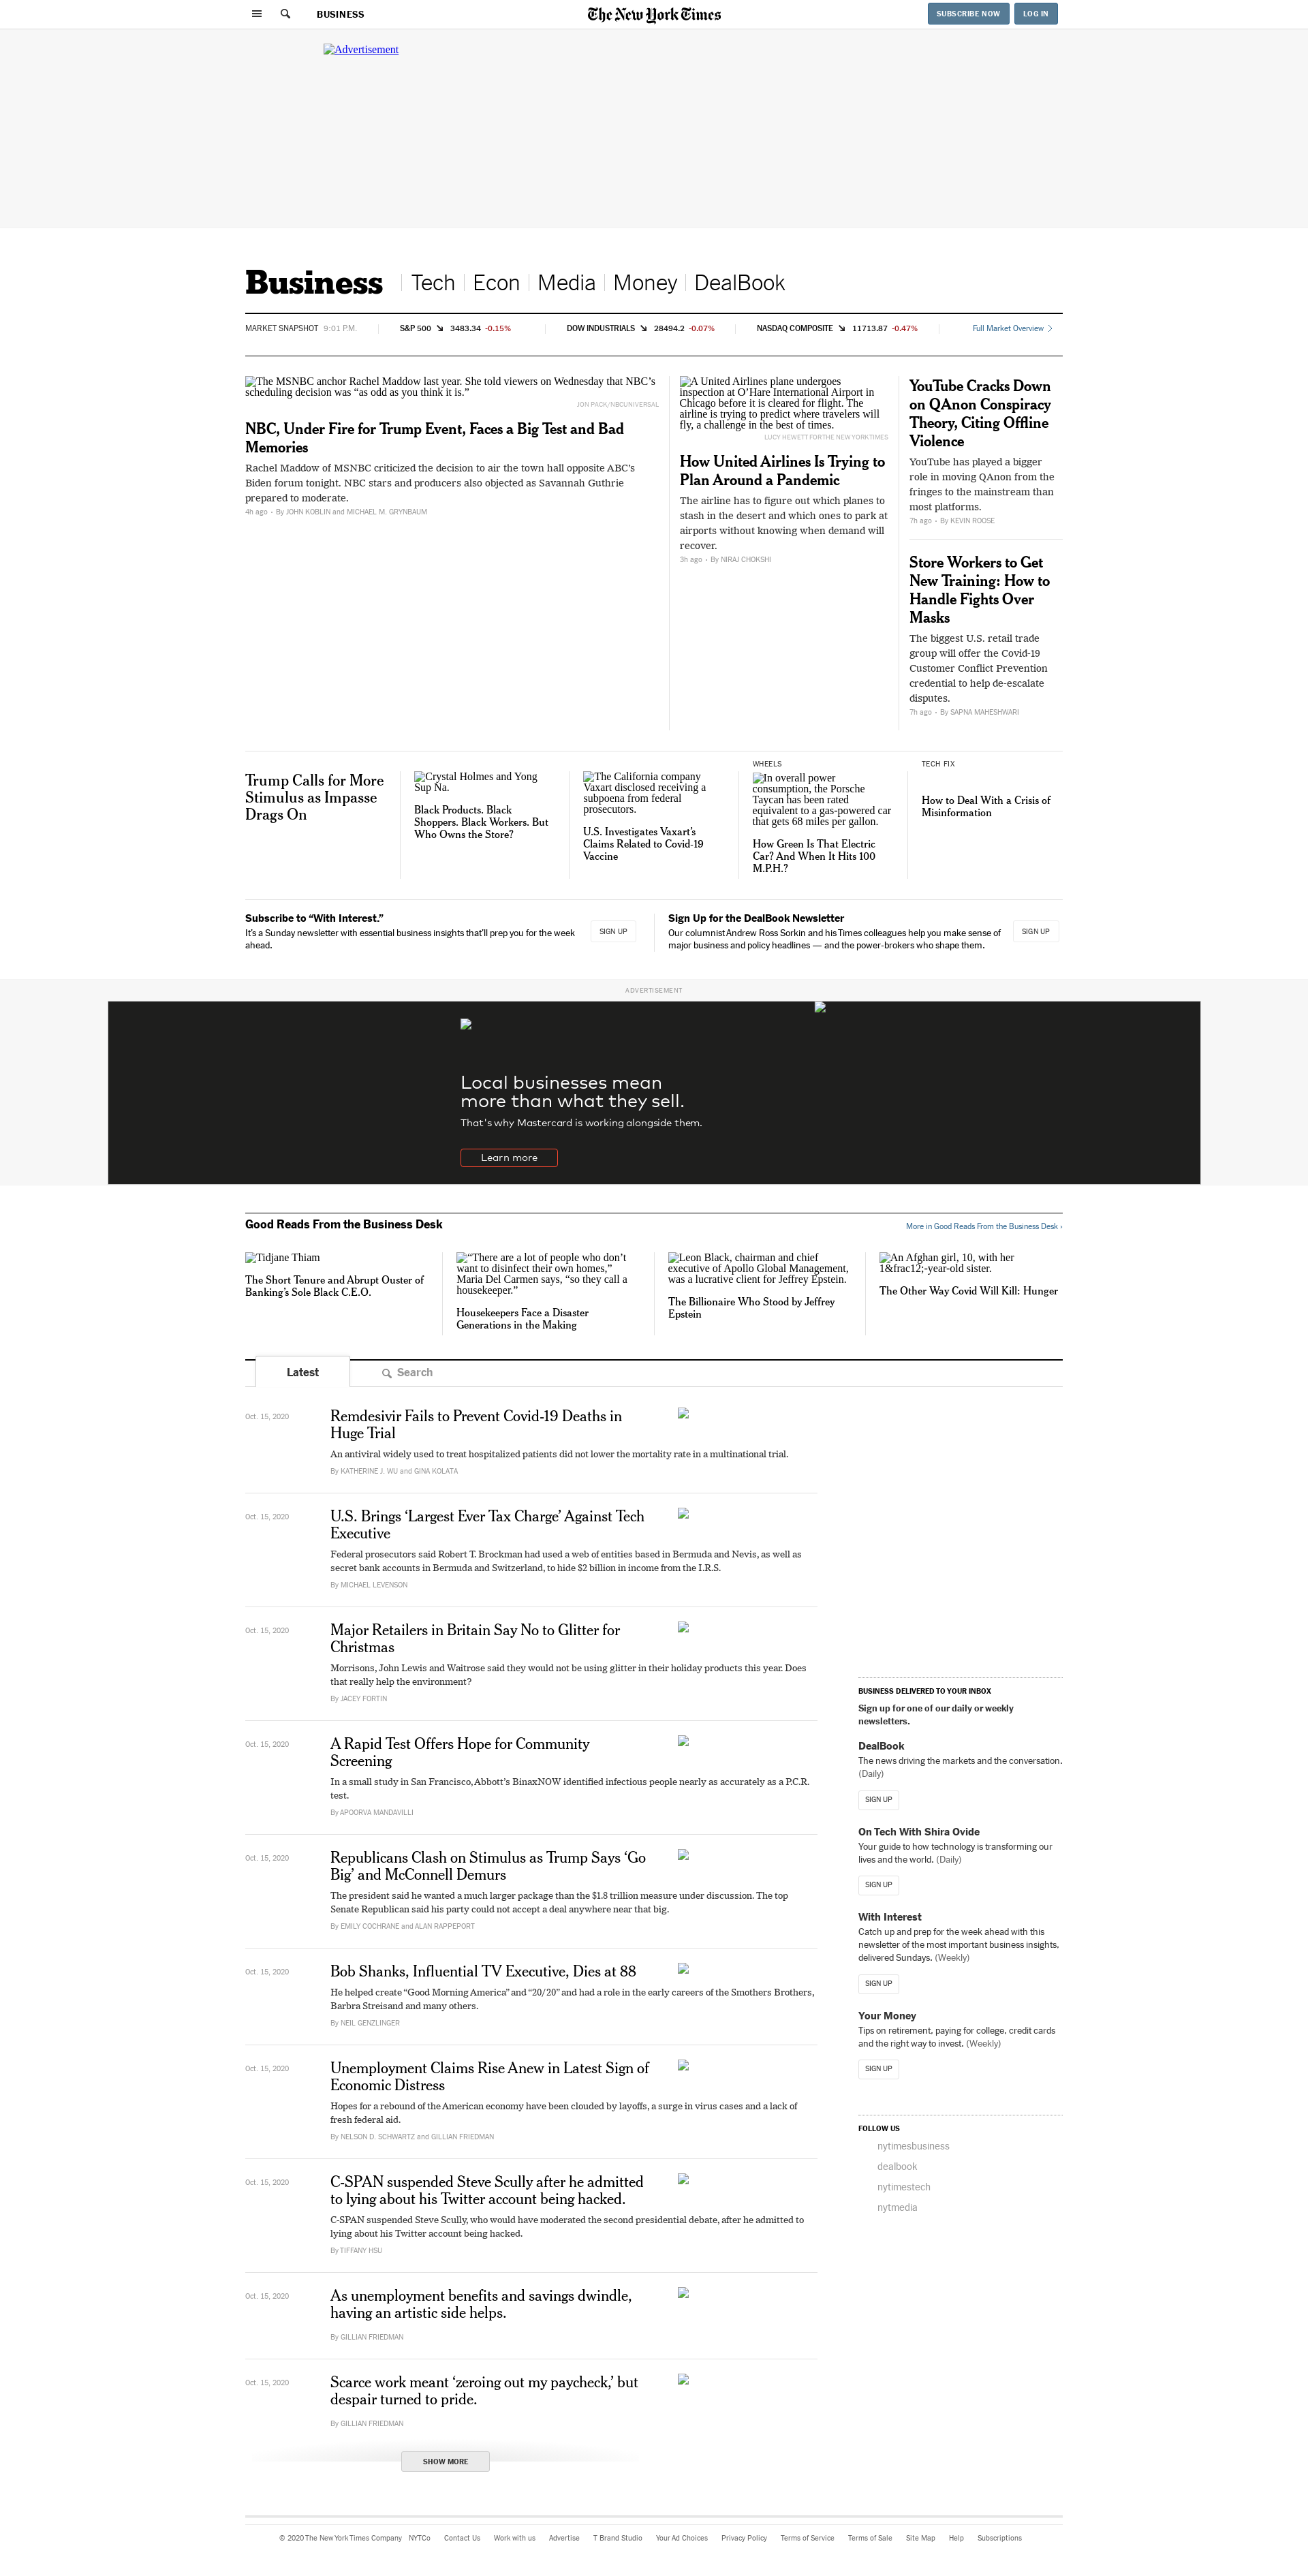 BUSINESS
The New York Times
SUBSCRIBE NOW
LOG IN
Advertisement
Business
Tech
Econ
Media
Money
DealBook
MARKET SNAPSHOT 9:01 P.M.
S&P 500 3483.34 -0.15%
DOW INDUSTRIALS 28494.2 -0.07%
NASDAQ COMPOSITE 11713.87 -0.47%
Full Market Overview
The MSNBC anchor Rachel Maddow last year. She told viewers on Wednesday that NBC’s
scheduling decision was “as odd as you think it is.”
JON PACK/NBCUNIVERSAL
NBC, Under Fire for Trump Event, Faces a Big Test and Bad
Memories
Rachel Maddow of MSNBC criticized the decision to air the town hall opposite ABC’s
Biden forum tonight. NBC stars and producers also objected as Savannah Guthrie
prepared to moderate.
4h ago • By JOHN KOBLIN and MICHAEL M. GRYNBAUM
A United Airlines plane undergoes
inspection at O’Hare International Airport in
Chicago before it is cleared for flight. The
airline is trying to predict where travelers will
fly, a challenge in the best of times.
LUCY HEWETT FOR THE NEW YORK TIMES
How United Airlines Is Trying to
Plan Around a Pandemic
The airline has to figure out which planes to
stash in the desert and which ones to park at
airports without knowing when demand will
recover.
3h ago • By NIRAJ CHOKSHI
YouTube Cracks Down
on QAnon Conspiracy
Theory, Citing Offline
Violence
YouTube has played a bigger
role in moving QAnon from the
fringes to the mainstream than
most platforms.
7h ago • By KEVIN ROOSE
Store Workers to Get
New Training: How to
Handle Fights Over
Masks
The biggest U.S. retail trade
group will offer the Covid-19
Customer Conflict Prevention
credential to help de-escalate
disputes.
7h ago • By SAPNA MAHESHWARI
Trump Calls for More
Stimulus as Impasse
Drags On
Crystal Holmes and Yong
Sup Na.
Black Products. Black
Shoppers. Black Workers. But
Who Owns the Store?
The California company
Vaxart disclosed receiving a
subpoena from federal
prosecutors.
U.S. Investigates Vaxart’s
Claims Related to Covid-19
Vaccine
WHEELS
In overall power
consumption, the Porsche
Taycan has been rated
equivalent to a gas-powered car
that gets 68 miles per gallon.
How Green Is That Electric
Car? And When It Hits 100
M.P.H.?
TECH FIX
How to Deal With a Crisis of
Misinformation
Subscribe to “With Interest.”
It’s a Sunday newsletter with essential business insights that’ll prep you for the week
ahead.
SIGN UP
Sign Up for the DealBook Newsletter
Our columnist Andrew Ross Sorkin and his Times colleagues help you make sense of
major business and policy headlines — and the power-brokers who shape them.
SIGN UP
ADVERTISEMENT
Local businesses mean
more than what they sell.
That's why Mastercard is working alongside them.
Learn more
Good Reads From the Business Desk
More in Good Reads From the Business Desk ›
Tidjane Thiam
The Short Tenure and Abrupt Ouster of
Banking’s Sole Black C.E.O.
“There are a lot of people who don’t
want to disinfect their own homes,”
Maria Del Carmen says, “so they call a
housekeeper.”
Housekeepers Face a Disaster
Generations in the Making
Leon Black, chairman and chief
executive of Apollo Global Management,
was a lucrative client for Jeffrey Epstein.
The Billionaire Who Stood by Jeffrey
Epstein
An Afghan girl, 10, with her
1&frac12;-year-old sister.
The Other Way Covid Will Kill: Hunger
Latest
Search
Oct. 15, 2020
Remdesivir Fails to Prevent Covid-19 Deaths in
Huge Trial
An antiviral widely used to treat hospitalized patients did not lower the mortality rate in a multinational trial.
By KATHERINE J. WU and GINA KOLATA
Oct. 15, 2020
U.S. Brings ‘Largest Ever Tax Charge’ Against Tech
Executive
Federal prosecutors said Robert T. Brockman had used a web of entities based in Bermuda and Nevis, as well as
secret bank accounts in Bermuda and Switzerland, to hide $2 billion in income from the I.R.S.
By MICHAEL LEVENSON
Oct. 15, 2020
Major Retailers in Britain Say No to Glitter for
Christmas
Morrisons, John Lewis and Waitrose said they would not be using glitter in their holiday products this year. Does
that really help the environment?
By JACEY FORTIN
Oct. 15, 2020
A Rapid Test Offers Hope for Community
Screening
In a small study in San Francisco, Abbott’s BinaxNOW identified infectious people nearly as accurately as a P.C.R.
test.
By APOORVA MANDAVILLI
Oct. 15, 2020
Republicans Clash on Stimulus as Trump Says ‘Go
Big’ and McConnell Demurs
The president said he wanted a much larger package than the $1.8 trillion measure under discussion. The top
Senate Republican said his party could not accept a deal anywhere near that big.
By EMILY COCHRANE and ALAN RAPPEPORT
Oct. 15, 2020
Bob Shanks, Influential TV Executive, Dies at 88
He helped create “Good Morning America” and “20/20” and had a role in the early careers of the Smothers Brothers,
Barbra Streisand and many others.
By NEIL GENZLINGER
Oct. 15, 2020
Unemployment Claims Rise Anew in Latest Sign of
Economic Distress
Hopes for a rebound of the American economy have been clouded by layoffs, a surge in virus cases and a lack of
fresh federal aid.
By NELSON D. SCHWARTZ and GILLIAN FRIEDMAN
Oct. 15, 2020
C-SPAN suspended Steve Scully after he admitted
to lying about his Twitter account being hacked.
C-SPAN suspended Steve Scully, who would have moderated the second presidential debate, after he admitted to
lying about his Twitter account being hacked.
By TIFFANY HSU
Oct. 15, 2020
As unemployment benefits and savings dwindle,
having an artistic side helps.
By GILLIAN FRIEDMAN
Oct. 15, 2020
Scarce work meant ‘zeroing out my paycheck,’ but
despair turned to pride.
By GILLIAN FRIEDMAN
SHOW MORE
BUSINESS DELIVERED TO YOUR INBOX
Sign up for one of our daily or weekly
newsletters.
DealBook
The news driving the markets and the conversation.
(Daily)
SIGN UP
On Tech With Shira Ovide
Your guide to how technology is transforming our
lives and the world. (Daily)
SIGN UP
With Interest
Catch up and prep for the week ahead with this
newsletter of the most important business insights,
delivered Sundays. (Weekly)
SIGN UP
Your Money
Tips on retirement, paying for college, credit cards
and the right way to invest. (Weekly)
SIGN UP
FOLLOW US
nytimesbusiness
dealbook
nytimestech
nytmedia
© 2020 The New York Times Company NYTCo Contact Us Work with us Advertise T Brand Studio Your Ad Choices Privacy Policy Terms of Service Terms of Sale Site Map Help Subscriptions